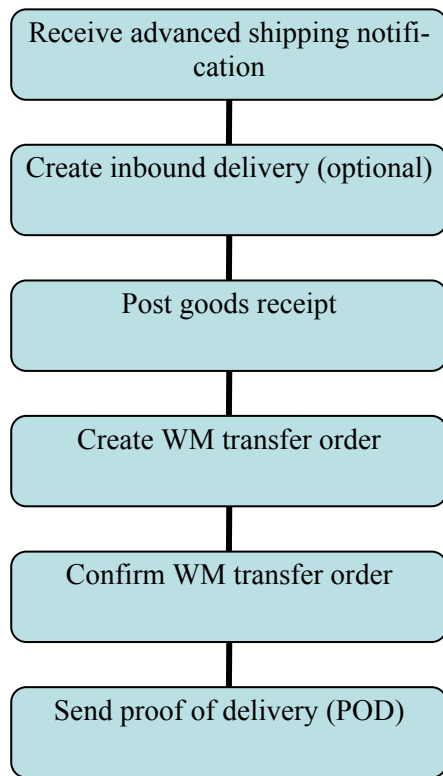 Receive advanced shipping notifi-
cation
Create inbound delivery (optional)
Post goods receipt
Create WM transfer order
Confirm WM transfer order
Send proof of delivery (POD)